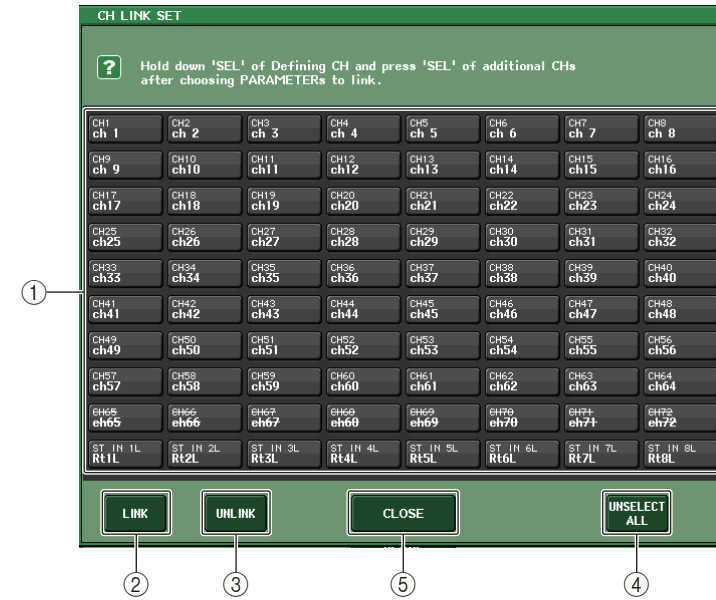 CH LINK SET
? Hold down 'SEL' of Defining CH and press 'SEL' of additional CHs
after choosing PARAMETERs to link.
CH1 CH2 CH3 CH4 CH5 CH6 CH7 CH8
ch 1 ch 2 ch 3 ch 4 ch 5 ch 6 ch 7 ch 8
CH9 CH10 CH11 CH12 CH13 CH14 CH15 CH16
ch 9 ch10 ch11 ch12 ch13 ch14 ch15 ch16
CH17 CH18 CH19 CH20 CH21 CH22 CH23 CH24
ch17 ch18 ch19 ch20 ch21 ch22 ch23 ch24
CH25 CH26 CH27 CH28 CH29 CH30 CH31 CH32
ch25 ch26 ch27 ch28 ch29 ch30 ch31 ch32
CH33 CH34 CH35 CH36 CH37 CH38 CH39 CH40
ch33 ch34 ch35 ch36 ch37 ch38 ch39 ch40
①
CH41 CH42 CH43 CH44 CH45 CH46 CH47 CH48
ch41 ch42 ch43 ch44 ch45 ch46 ch47 ch48
CH49 CH50 CH51 CH52 CH53 CH54 CH55 CH56
ch49 ch50 ch51 ch52 ch53 ch54 ch55 ch56
CH57 CH58 CH59 CH60 CH61 CH62 CH63 CH64
ch57 ch58 ch59 ch60 ch61 ch62 ch63 ch64
CH65 CH66 CH67 CH68 CH69 CH70 CH71 CH72
ch65 ch66 ch67 ch68 ch69 ch70 ch71 ch72
ST IN 1L ST IN 2L ST IN 3L ST IN 4L ST IN 5L ST IN 6L ST IN 7L ST IN 8L
Rt1L Rt2L Rt3L Rt4L Rt5L Rt6L Rt7L Rt8L
LINK UNLINK CLOSE UNSELECT
ALL
② ③ ⑤ ④